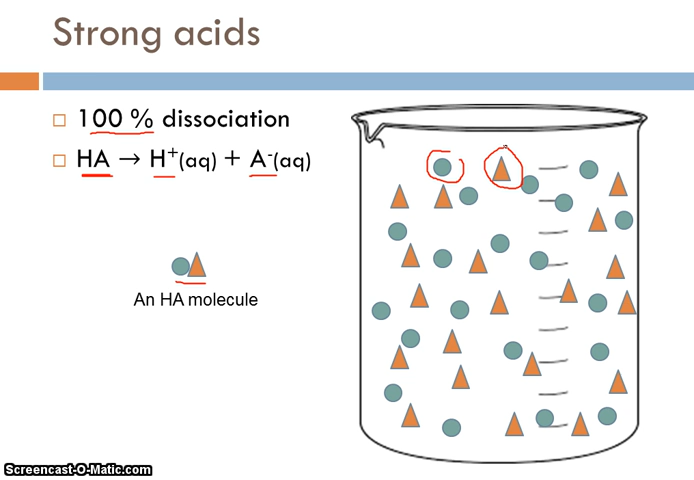 Strong acids
100 % dissociation
HA → H⁺(aq) + A⁻(aq)
An HA molecule
Screencast-O-Matic.com